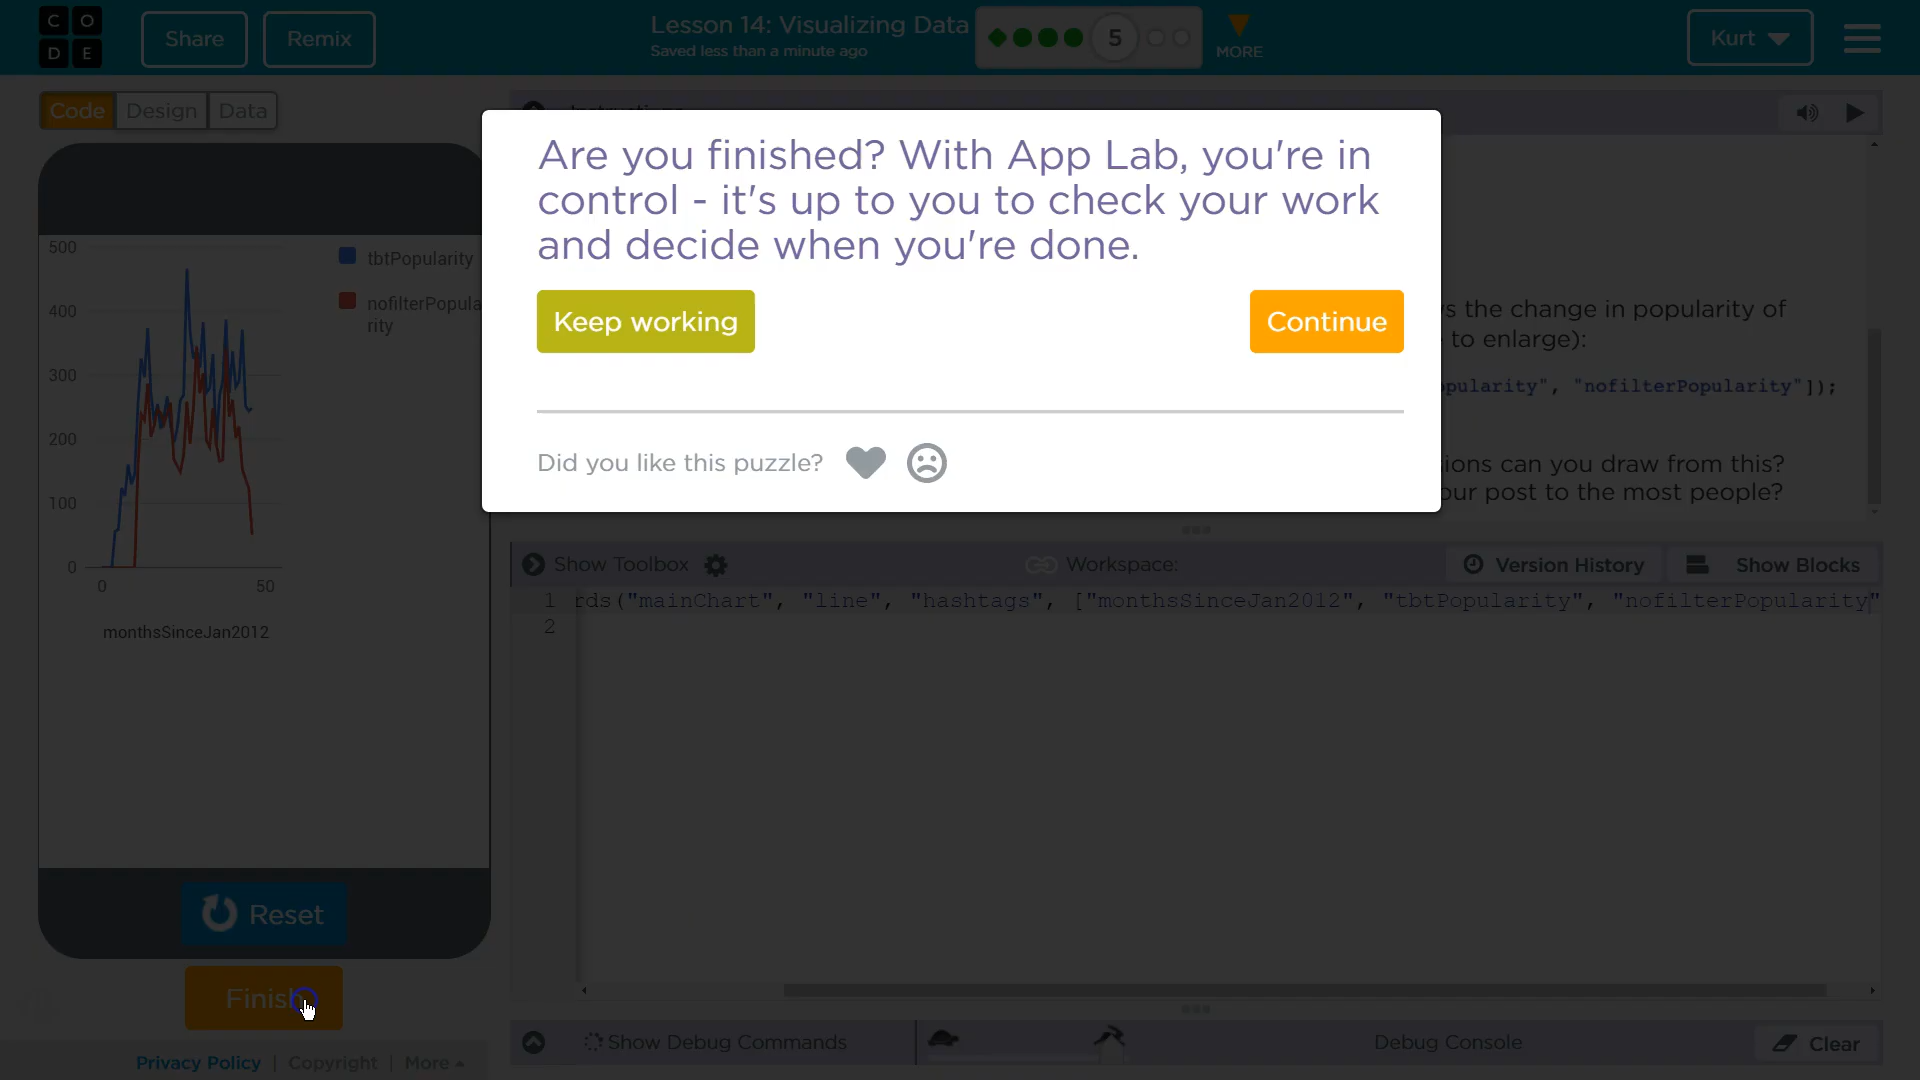 C O
D E
Share
Remix
Lesson 14: Visualizing Data
Saved less than a minute ago
5
MORE
Kurt
Code
Design
Data
Are you finished? With App Lab, you're in
control - it's up to you to check your work
and decide when you're done.
Keep working
Continue
Did you like this puzzle?
500
400
300
200
100
0
0
50
monthsSinceJan2012
tbtPopularity
nofilterPopula
rity
s the change in popularity of
to enlarge):
opularity", "nofilterPopularity"]);
ions can you draw from this?
our post to the most people?
Show Toolbox
Workspace:
Version History
Show Blocks
1
rds("mainChart", "line", "hashtags", ["monthsSinceJan2012", "tbtPopularity", "nofilterPopularity"
2
Reset
Finish
Privacy Policy | Copyright | More
Show Debug Commands
Debug Console
Clear